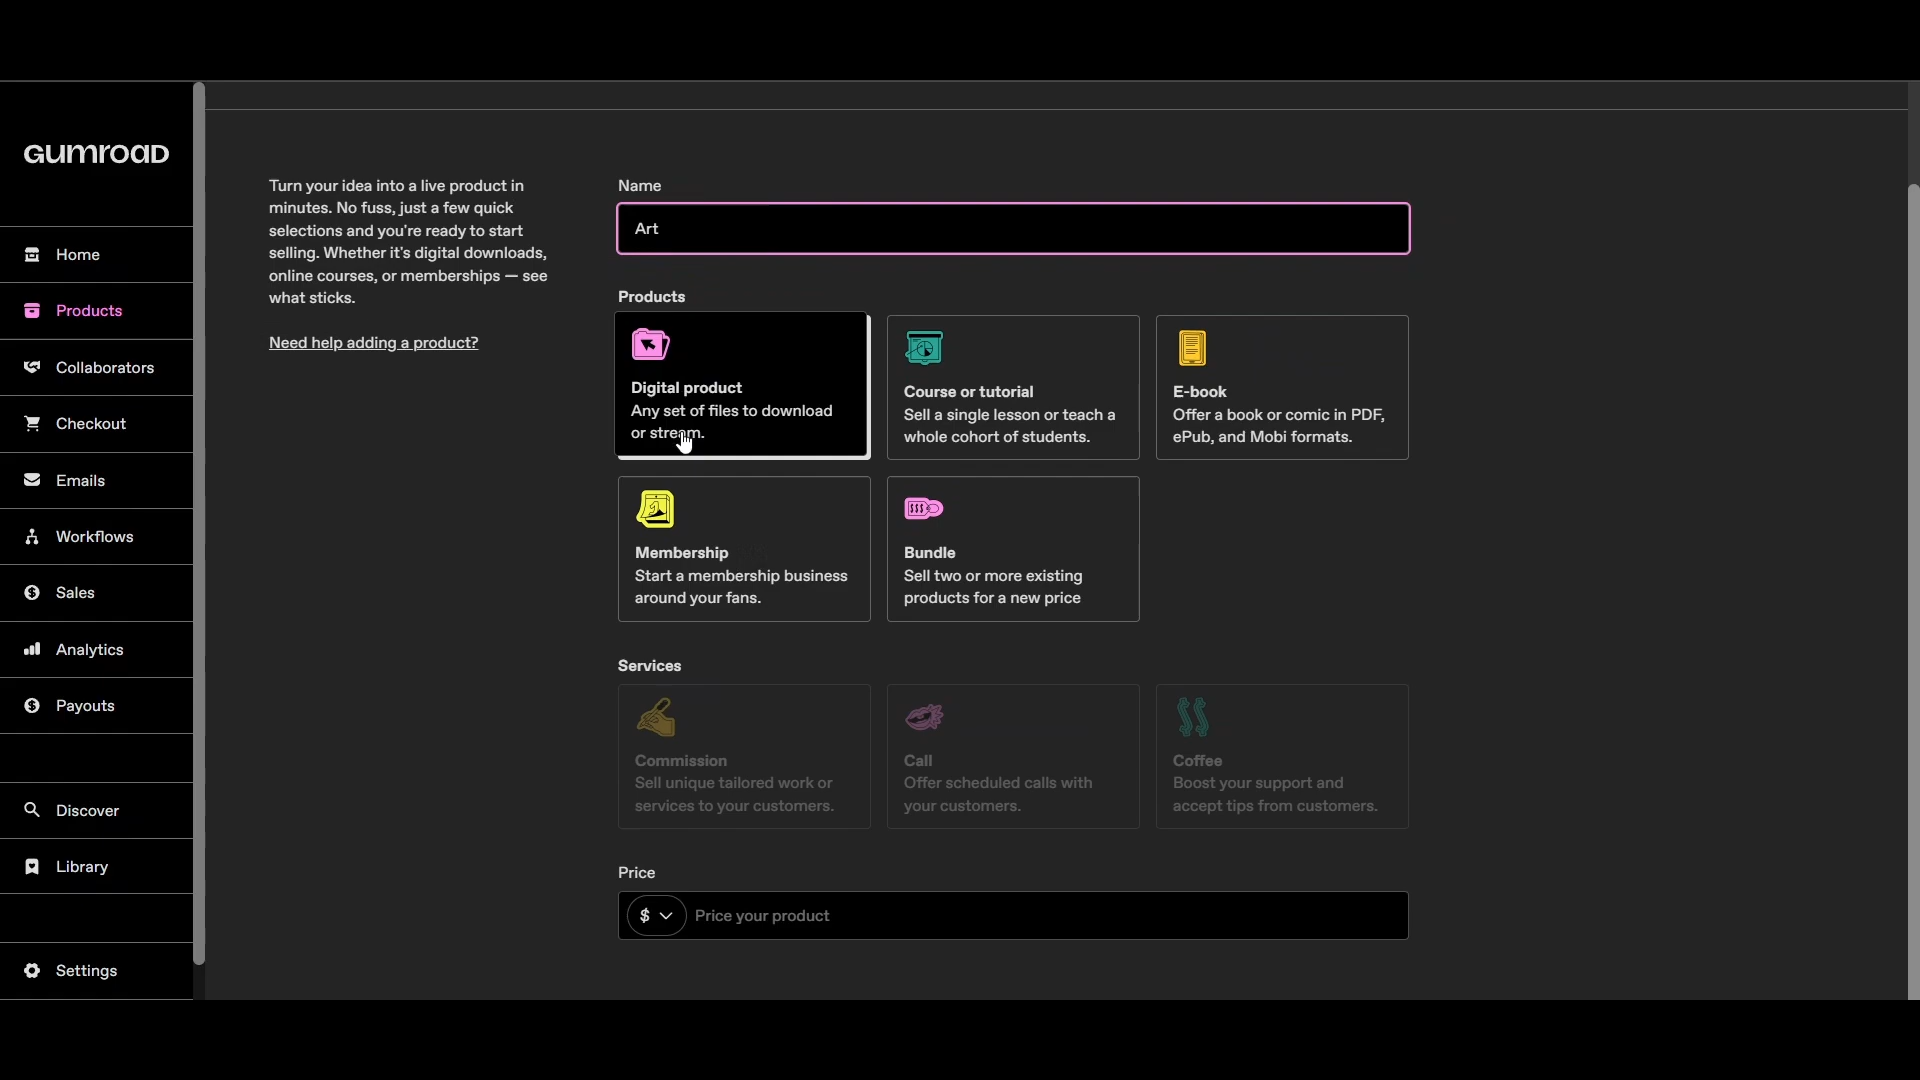 GUMROAD
Home
Products
Collaborators
Checkout
Emails
Workflows
Sales
Analytics
Payouts
Discover
Library
Settings
Turn your idea into a live product in
minutes. No fuss, just a few quick
selections and you're ready to start
selling. Whether it's digital downloads,
online courses, or memberships — see
what sticks.
Need help adding a product?
Name
Art
Products
Digital product
Any set of files to download
or stream.
Course or tutorial
Sell a single lesson or teach a
whole cohort of students.
E-book
Offer a book or comic in PDF,
ePub, and Mobi formats.
Membership
Start a membership business
around your fans.
Bundle
Sell two or more existing
products for a new price
Services
Commission
Sell unique tailored work or
services to your customers.
Call
Offer scheduled calls with
your customers.
Coffee
Boost your support and
accept tips from customers.
Price
$ Price your product